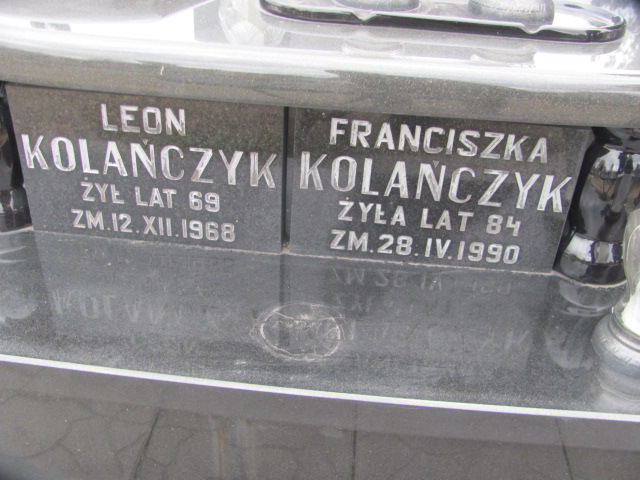 LEON
KOLAŃCZYK
ŻYŁ LAT 69
ZM.12.XII.1968
FRANCISZKA
KOLAŃCZYK
ŻYŁA LAT 84
ZM.28.IV.1990